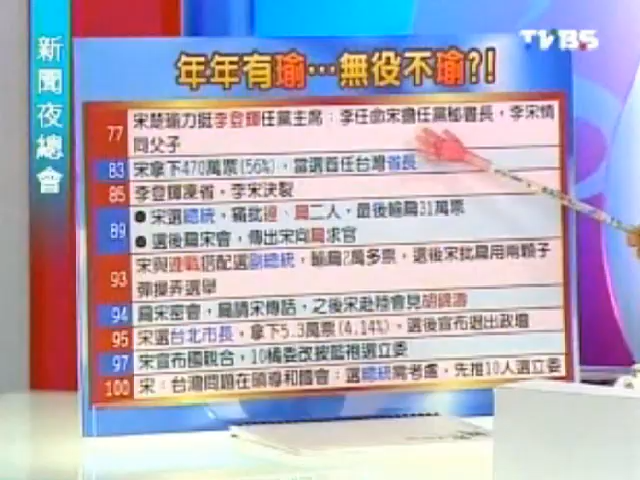 TVBS
新聞夜總會
年年有瑜…無役不瑜?!
77 宋楚瑜力挺李登輝任黨主席：李任命宋擔任黨秘書長，李宋情
同父子
83 宋拿下470萬票(56%)，當選首任台灣省長
85 李登輝凍省，李宋決裂
89 ●宋選總統，痛批連、扁二人，最後輸扁31萬票
●選後扁宋會，傳出宋向扁求官
93 宋與連戰搭配選副總統，輸扁2萬多票，選後宋批扁用兩顆子
彈操弄選舉
94 扁宋密會，扁請宋傳話，之後宋赴陸會見胡錦濤
95 宋選台北市長，拿下5.3萬票(4.14%)，選後宣布退出政壇
97 宋宣布國親合，10橘委改披藍推選立委
100 宋：台灣問題在領導和國會：選總統需考慮，先推10人選立委